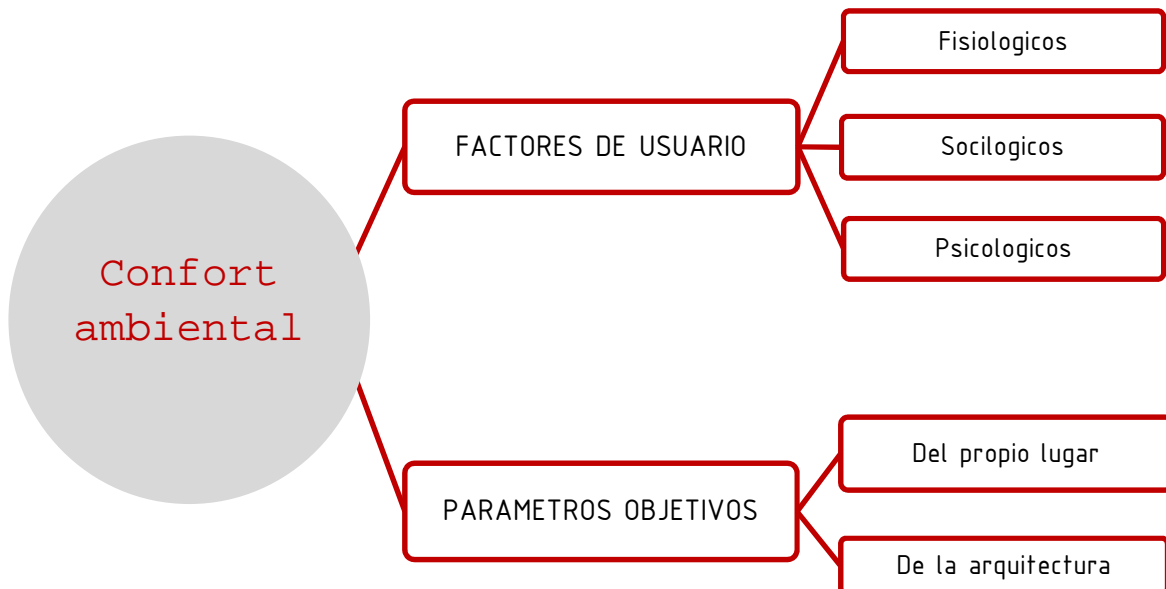 Confort
ambiental
FACTORES DE USUARIO
Fisiologicos
Socilogicos
Psicologicos
PARAMETROS OBJETIVOS
Del propio lugar
De la arquitectura